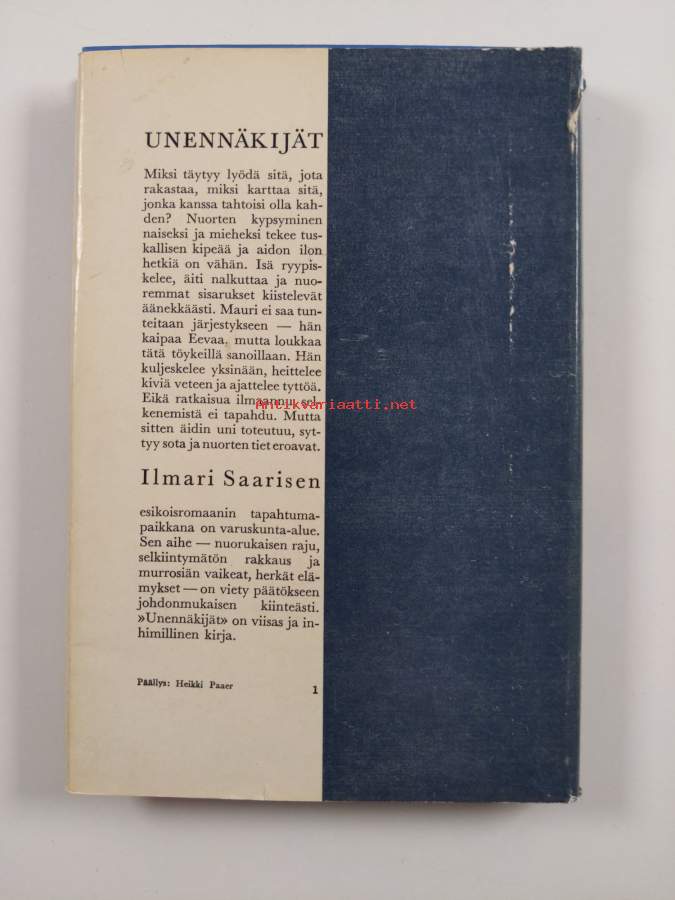 UNENNÄKIJÄT
Miksi täytyy lyödä sitä, jota
rakastaa, miksi karttaa sitä,
jonka kanssa tahtoisi olla kah-
den? Nuorten kypsyminen
naiseksi ja mieheksi tekee tus-
kallisen kipeää ja aidon ilon
hetkiä on vähän. Isä ryypis-
kelee, äiti nalkuttaa ja nuo-
remmat sisarukset kiistelevät
äänekkäästi. Mauri ei saa tun-
teitaan järjestykseen — hän
kaipaa Eevaa, mutta loukkaa
tätä töykeillä sanoillaan. Hän
kuljeskelee yksinään, heittelee
kiviä veteen ja ajattelee tyttöä.
Eikä ratkaisua ilmaannu, sel-
kenemistä ei tapahdu. Mutta
sitten äidin uni toteutuu, syt-
tyy sota ja nuorten tiet eroavat.
Ilmari Saarisen
esikoisromaanin tapahtuma-
paikkana on varuskunta-alue.
Sen aihe — nuorukaisen raju,
selkiintymätön rakkaus ja
murrosiän vaikeat, herkät elä-
mykset — on viety päätökseen
johdonmukaisen kiinteästi.
»Unennäkijät» on viisas ja in-
himillinen kirja.
Päällys: Heikki Paaer 1
Antikvariaatti.net